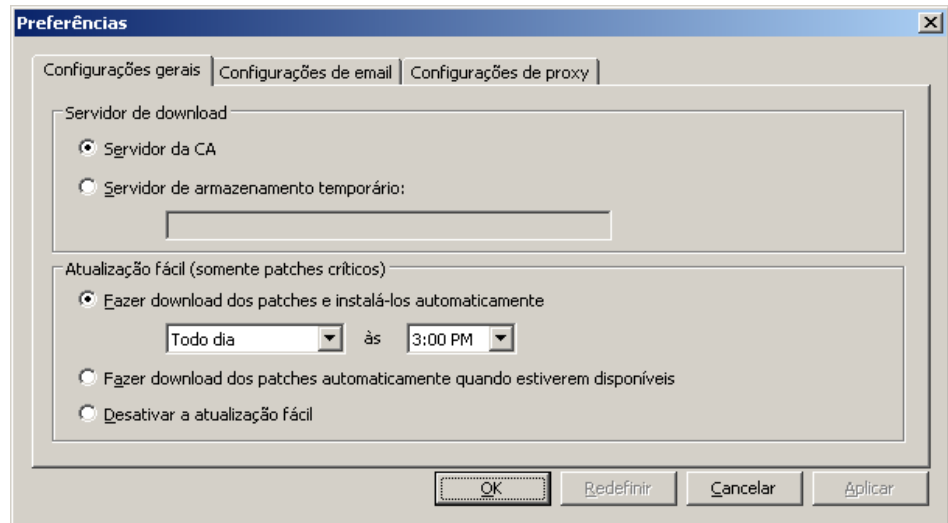 Preferências
Configurações gerais
Configurações de email
Configurações de proxy
Servidor de download
Servidor da CA
Servidor de armazenamento temporário:
Atualização fácil (somente patches críticos)
Fazer download dos patches e instalá-los automaticamente
Todo dia às 3:00 PM
Fazer download dos patches automaticamente quando estiverem disponíveis
Desativar a atualização fácil
OK
Redefinir
Cancelar
Aplicar